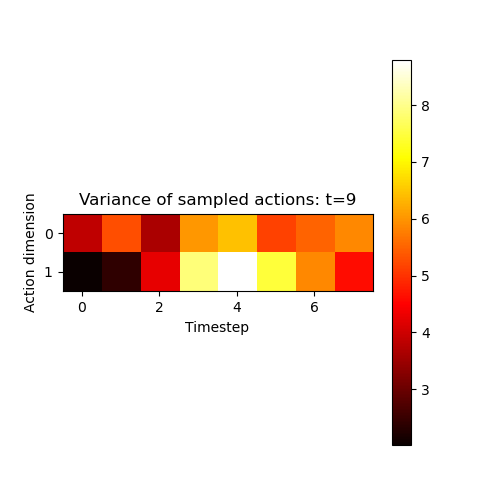 Variance of sampled actions: t=9
Action dimension
0
1
0 2 4 6
Timestep
8
7
6
5
4
3